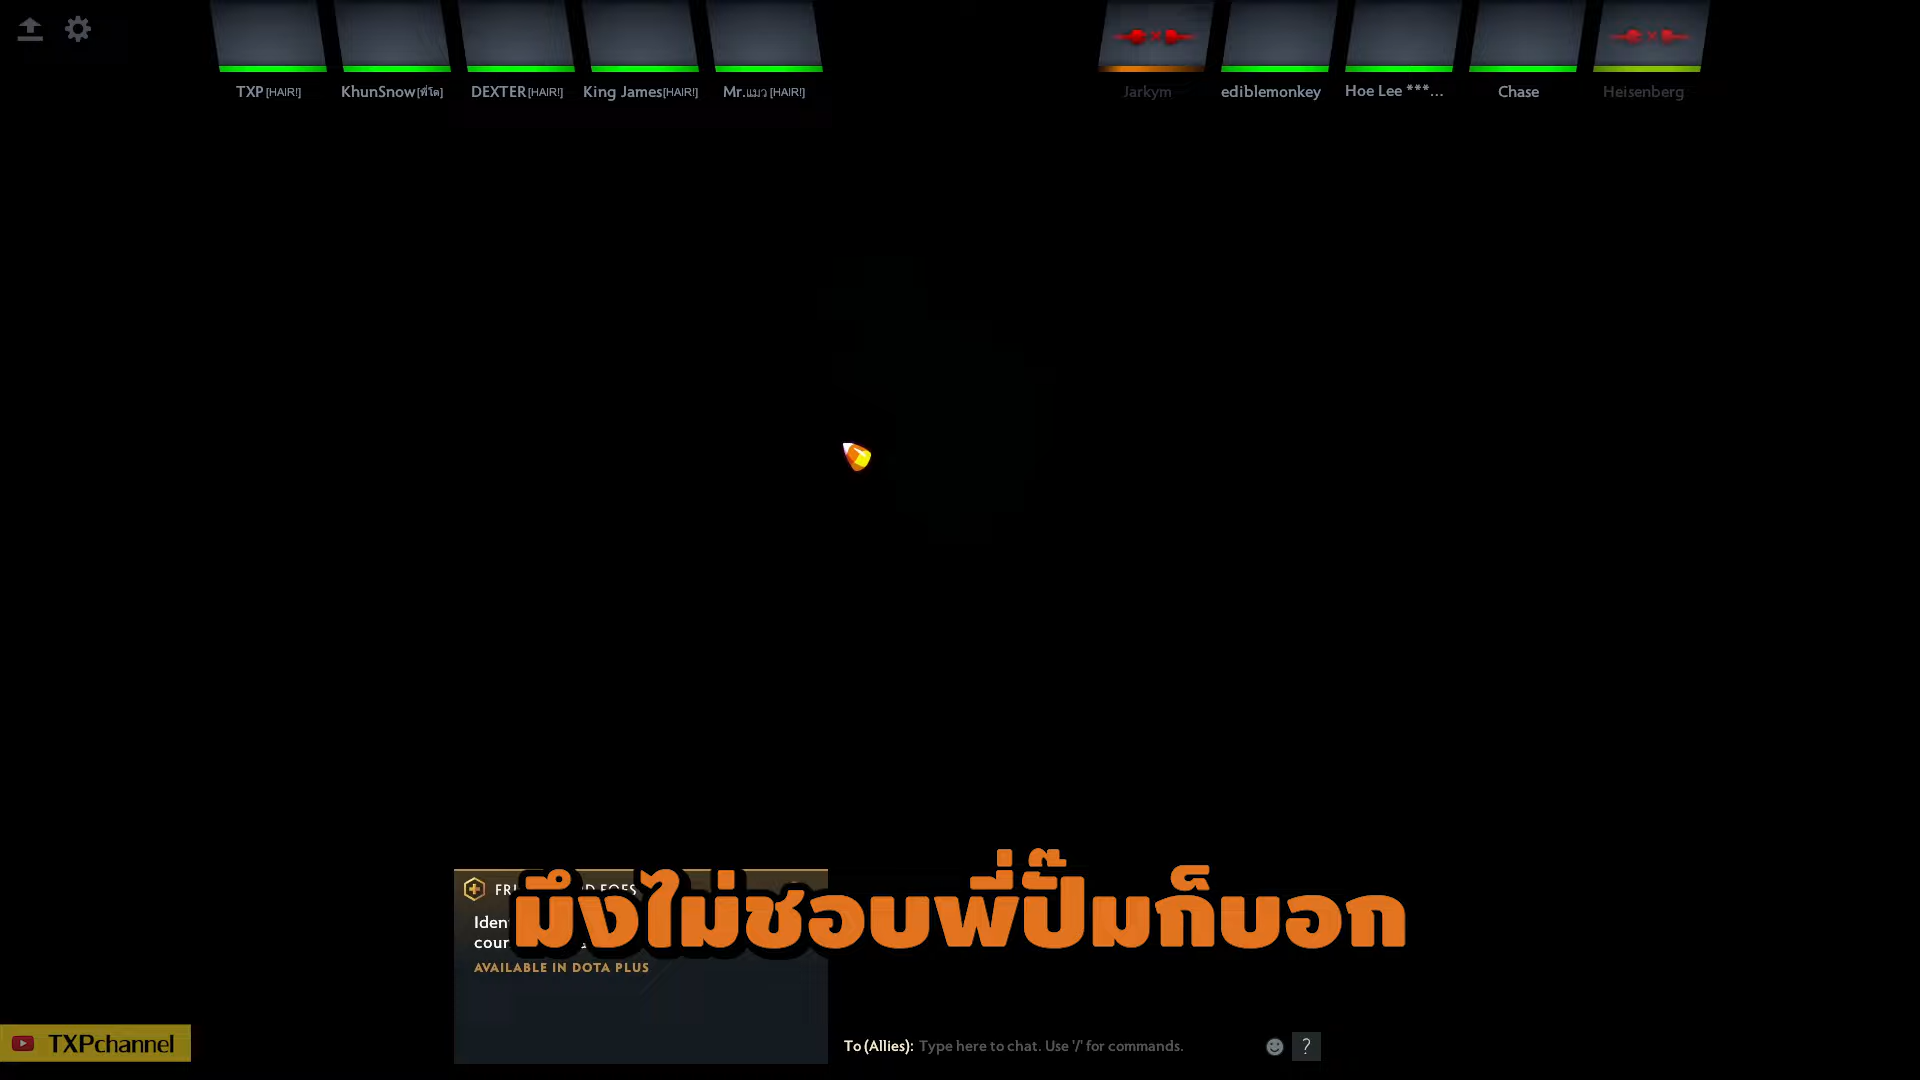 TXP [HAIR!]
KhunSnow [ที่โต]
DEXTER [HAIR!]
King James [HAIR!]
Mr.แมว [HAIR!]
Jarkym
ediblemonkey
Hoe Lee ***...
Chase
Heisenberg
มึงไม่ชอบพี่ปั๊มก็บอก
AVAILABLE IN DOTA PLUS
To (Allies): Type here to chat. Use '/' for commands.
?
TXPchannel